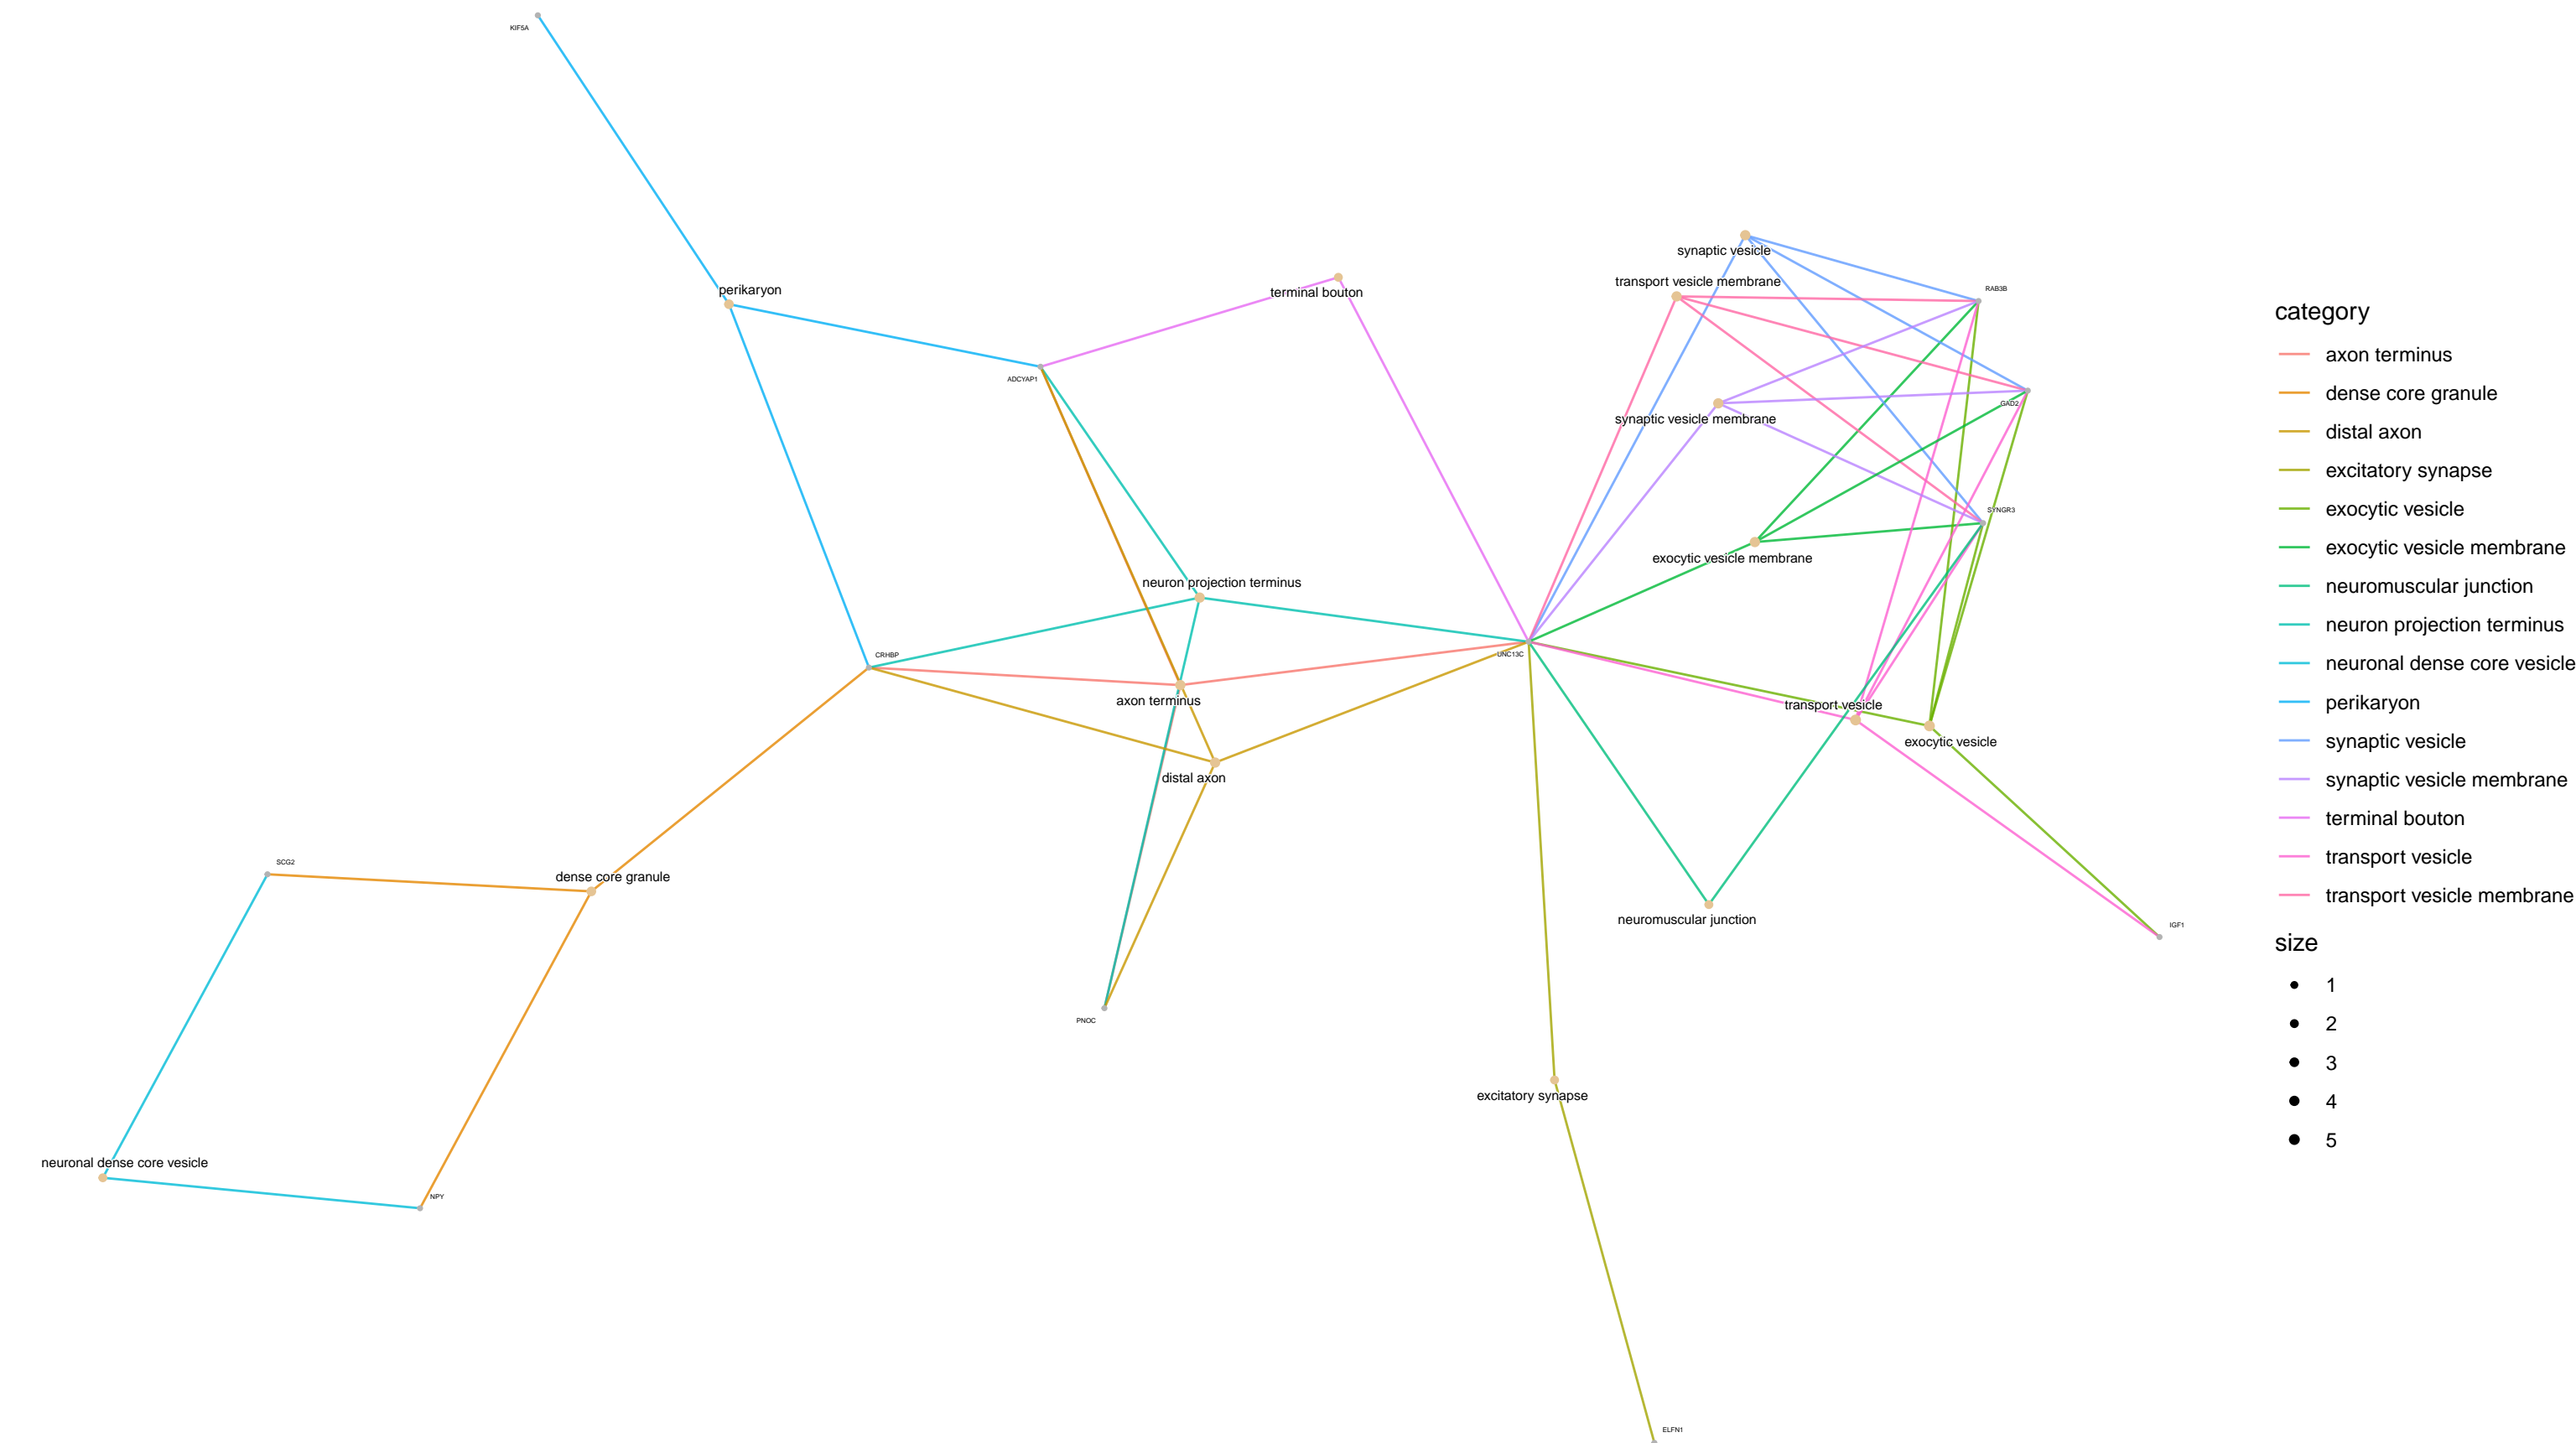 KIF5A
synaptic vesicle
transport vesicle membrane
perikaryon
terminal bouton
RAB3B
ADCYAP1
GAD2
synaptic vesicle membrane
SYNGR3
exocytic vesicle membrane
neuron projection terminus
CRHBP
UNC13C
axon terminus
transport vesicle
exocytic vesicle
distal axon
SCG2
dense core granule
neuromuscular junction
IGF1
PNOC
excitatory synapse
neuronal dense core vesicle
NPY
ELFN1
category
axon terminus
dense core granule
distal axon
excitatory synapse
exocytic vesicle
exocytic vesicle membrane
neuromuscular junction
neuron projection terminus
neuronal dense core vesicle
perikaryon
synaptic vesicle
synaptic vesicle membrane
terminal bouton
transport vesicle
transport vesicle membrane
size
1
2
3
4
5